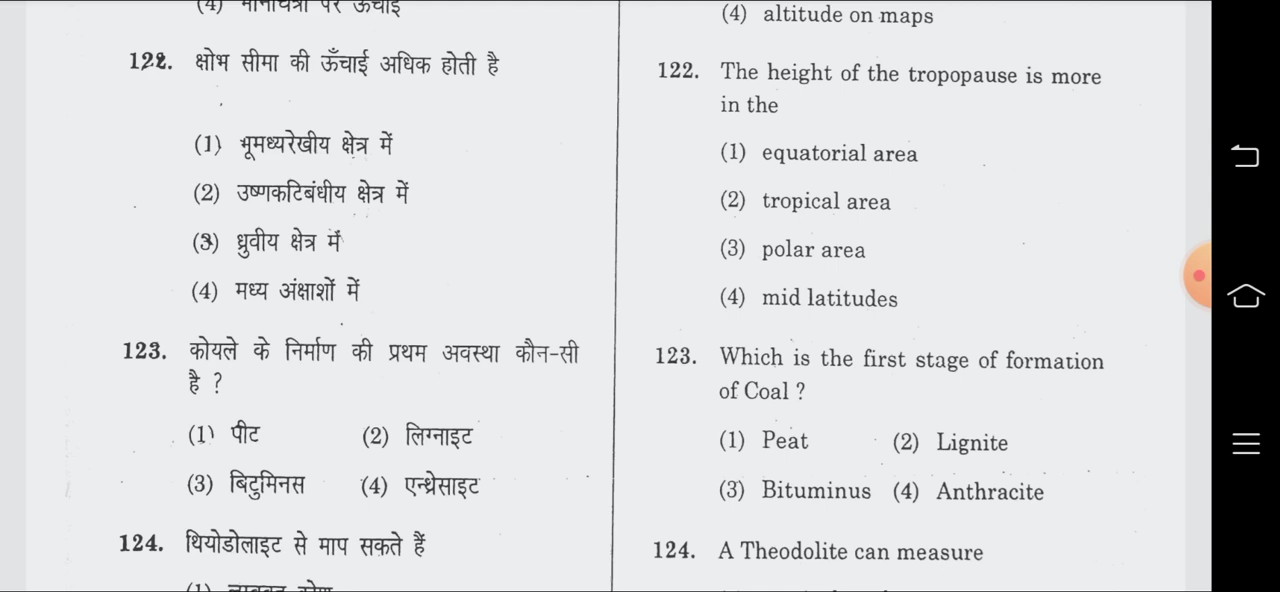 (4) मानचित्रों पर ऊँचाई
122. क्षोभ सीमा की ऊँचाई अधिक होती है
(1) भूमध्यरेखीय क्षेत्र में
(2) उष्णकटिबंधीय क्षेत्र में
(3) ध्रुवीय क्षेत्र में
(4) मध्य अंक्षाशों में
123. कोयले के निर्माण की प्रथम अवस्था कौन-सी
है ?
(1) पीट (2) लिग्नाइट
(3) बिटुमिनस (4) एन्थ्रेसाइट
124. थियोडोलाइट से माप सकते हैं
(4) altitude on maps
122. The height of the tropopause is more
in the
(1) equatorial area
(2) tropical area
(3) polar area
(4) mid latitudes
123. Which is the first stage of formation
of Coal ?
(1) Peat (2) Lignite
(3) Bituminus (4) Anthracite
124. A Theodolite can measure